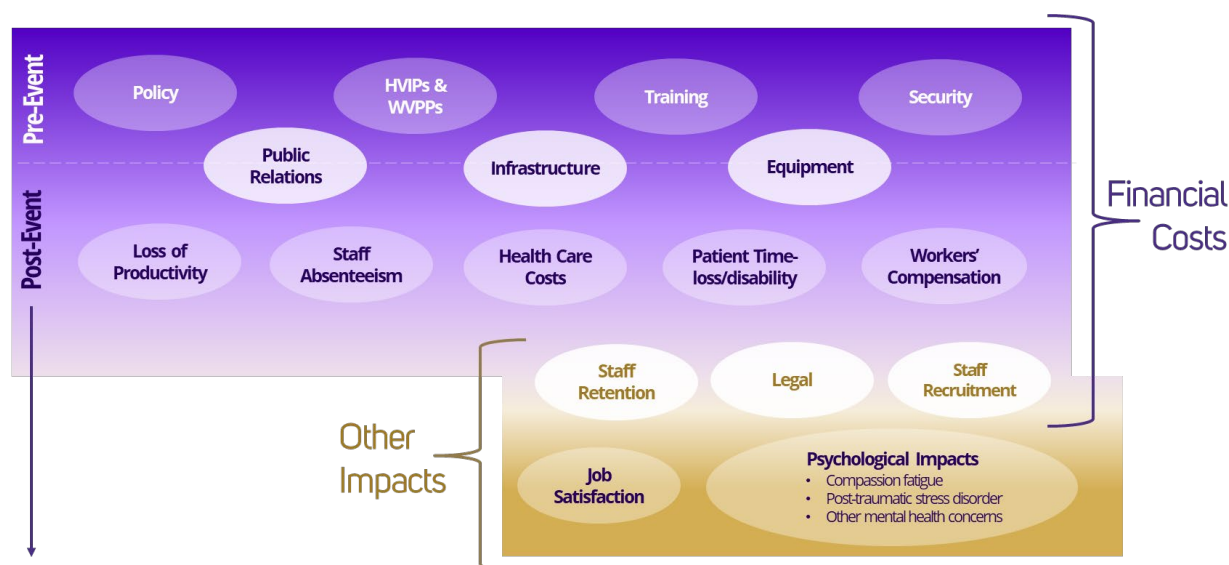 Pre-Event
Policy
HVIPs &
WVPPs
Training
Security
Public
Relations
Infrastructure
Equipment
Post-Event
Loss of
Productivity
Staff
Absenteeism
Health Care
Costs
Patient Time-
loss/disability
Workers'
Compensation
Financial
Costs
Staff
Retention
Legal
Staff
Recruitment
Other
Impacts
Job
Satisfaction
Psychological Impacts
• Compassion fatigue
• Post-traumatic stress disorder
• Other mental health concerns